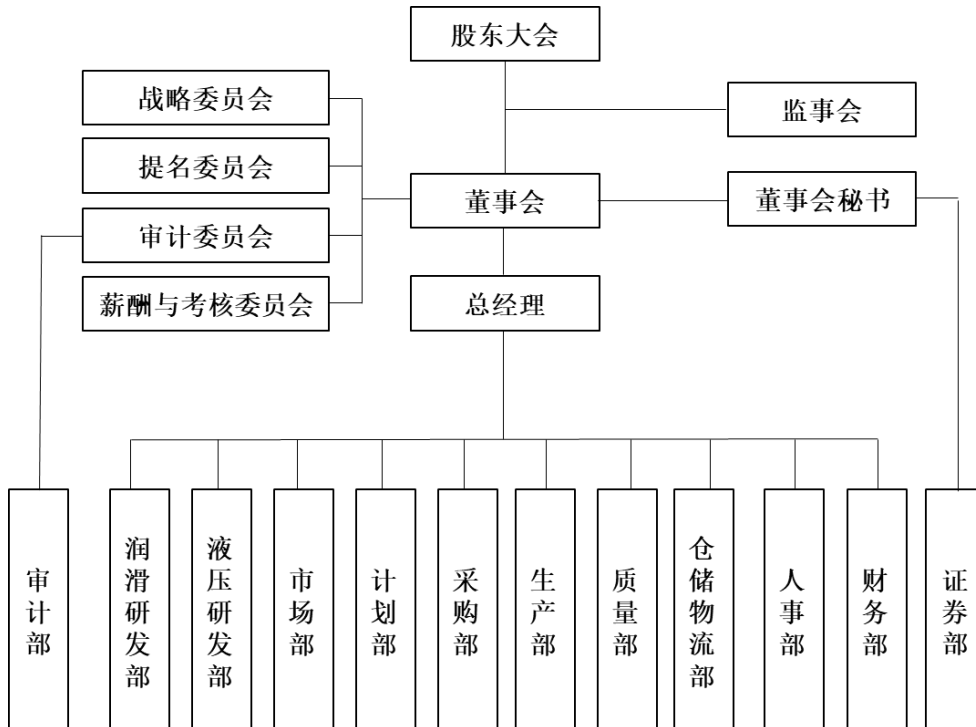 股东大会
战略委员会
监事会
提名委员会
董事会
董事会秘书
审计委员会
薪酬与考核委员会
总经理
审计部
润滑研发部
液压研发部
市场部
计划部
采购部
生产部
质量部
仓储物流部
人事部
财务部
证券部